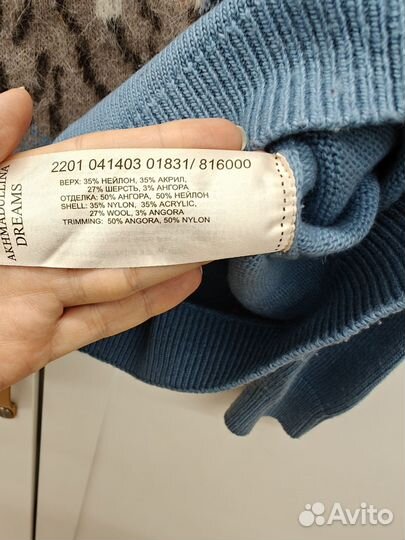 AKHMADULLINA
DREAMS
2201 041403 01831/ 816000
ВЕРХ: 35% НЕЙЛОН, 35% АКРИЛ,
27% ШЕРСТЬ, 3% АНГОРА
ОТДЕЛКА: 50% АНГОРА, 50% НЕЙЛОН
SHELL: 35% NYLON, 35% ACRYLIC,
27% WOOL, 3% ANGORA
TRIMMING: 50% ANGORA, 50% NYLON
Avito